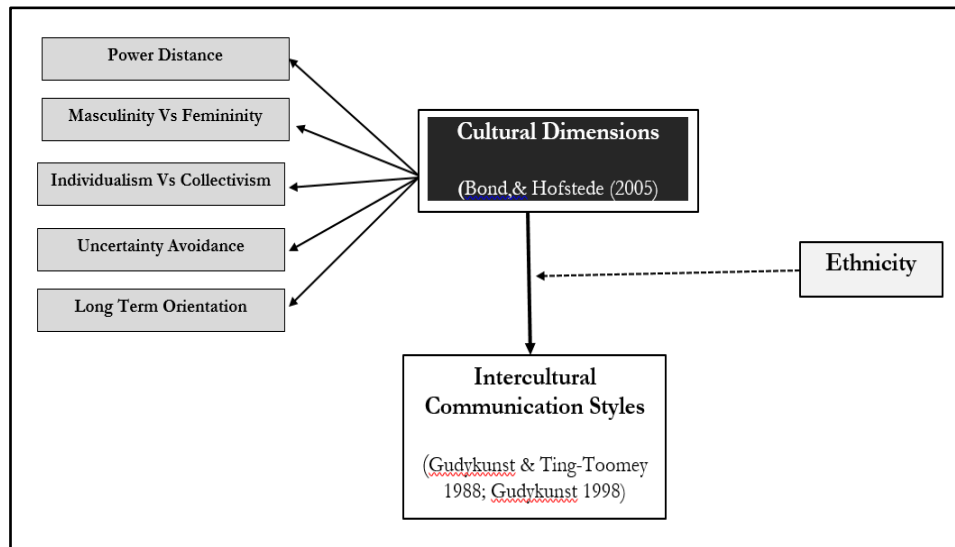 Power Distance
Masculinity Vs Femininity
Individualism Vs Collectivism
Uncertainty Avoidance
Long Term Orientation
Cultural Dimensions
(Bond,& Hofstede (2005)
Ethnicity
Intercultural
Communication Styles
(Gudykunst & Ting-Toomey
1988; Gudykunst 1998)